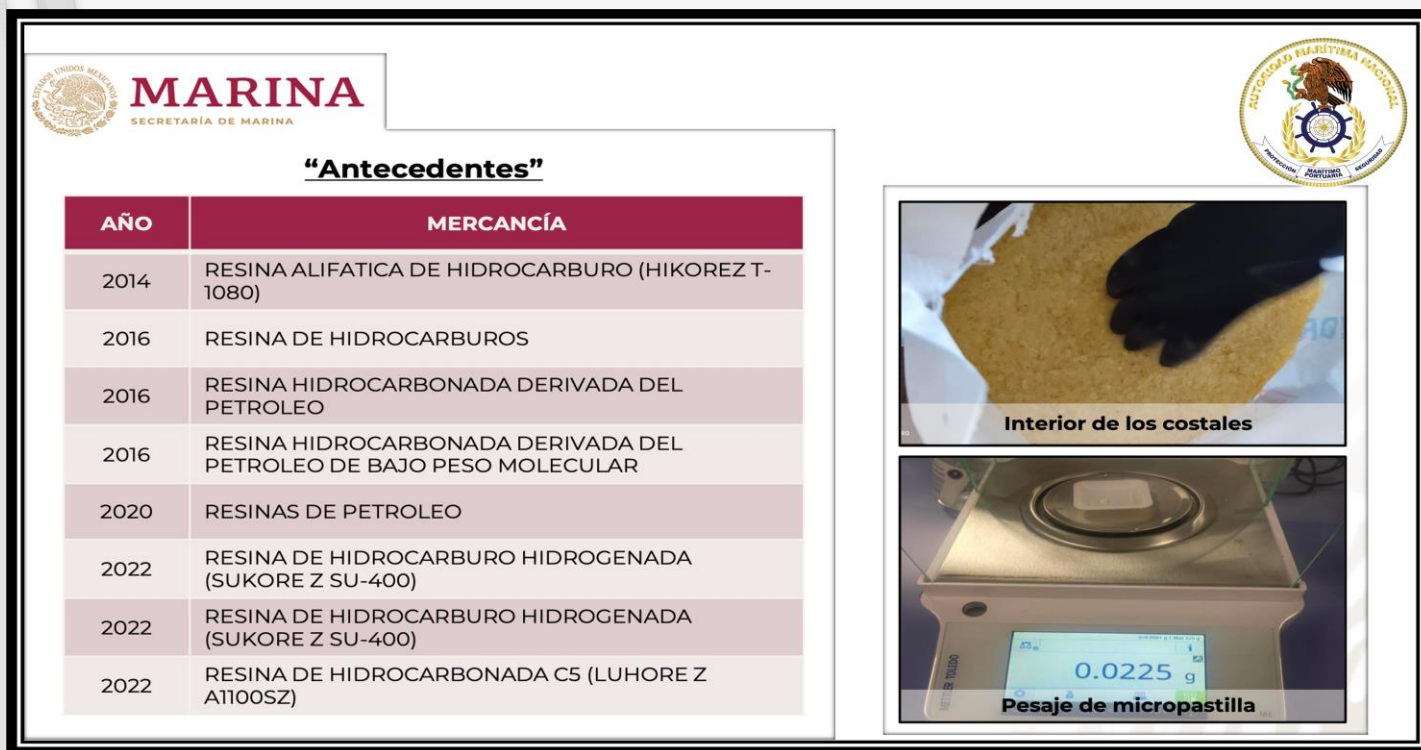 ESTADOS UNIDOS MEXICANOS
MARINA
SECRETARÍA DE MARINA
AUTORIDAD MARÍTIMA NACIONAL
PROTECCIÓN MARÍTIMO PORTUARIA SEGURIDAD
“Antecedentes”
AÑO MERCANCÍA
2014 RESINA ALIFATICA DE HIDROCARBURO (HIKOREZ T-
1080)
2016 RESINA DE HIDROCARBUROS
2016 RESINA HIDROCARBONADA DERIVADA DEL
PETROLEO
2016 RESINA HIDROCARBONADA DERIVADA DEL
PETROLEO DE BAJO PESO MOLECULAR
2020 RESINAS DE PETROLEO
2022 RESINA DE HIDROCARBURO HIDROGENADA
(SUKORE Z SU-400)
2022 RESINA DE HIDROCARBURO HIDROGENADA
(SUKORE Z SU-400)
2022 RESINA DE HIDROCARBONADA C5 (LUHORE Z
A1100SZ)
Interior de los costales
METTLER TOLEDO
0.0225 g
Pesaje de micropastilla